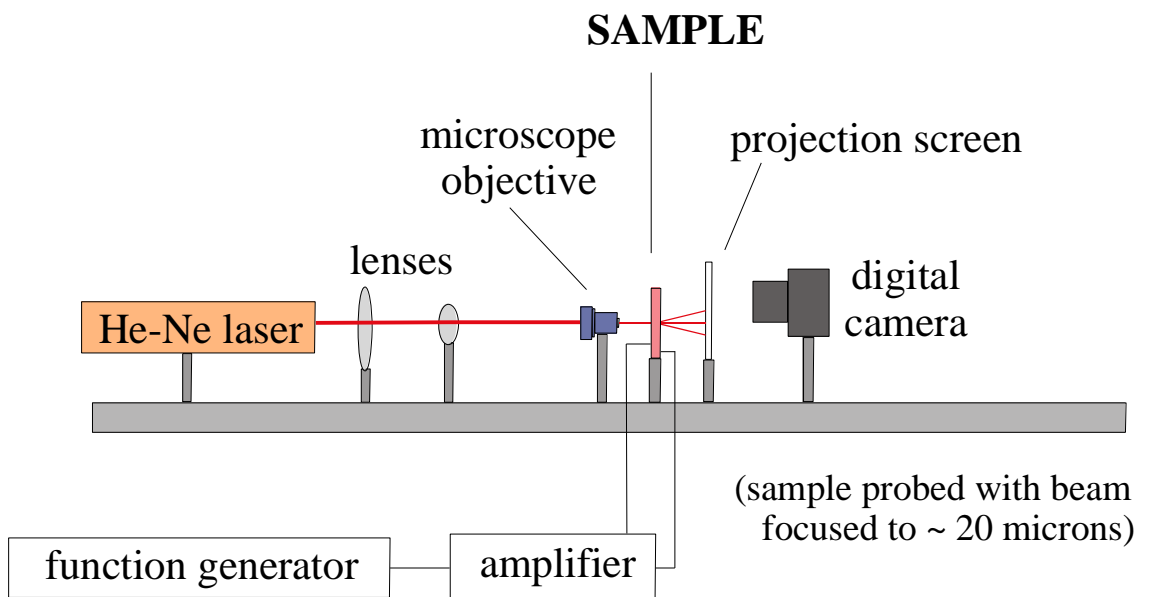 SAMPLE
microscope
objective
projection screen
lenses
digital
camera
He-Ne laser
(sample probed with beam
focused to ~ 20 microns)
function generator
amplifier